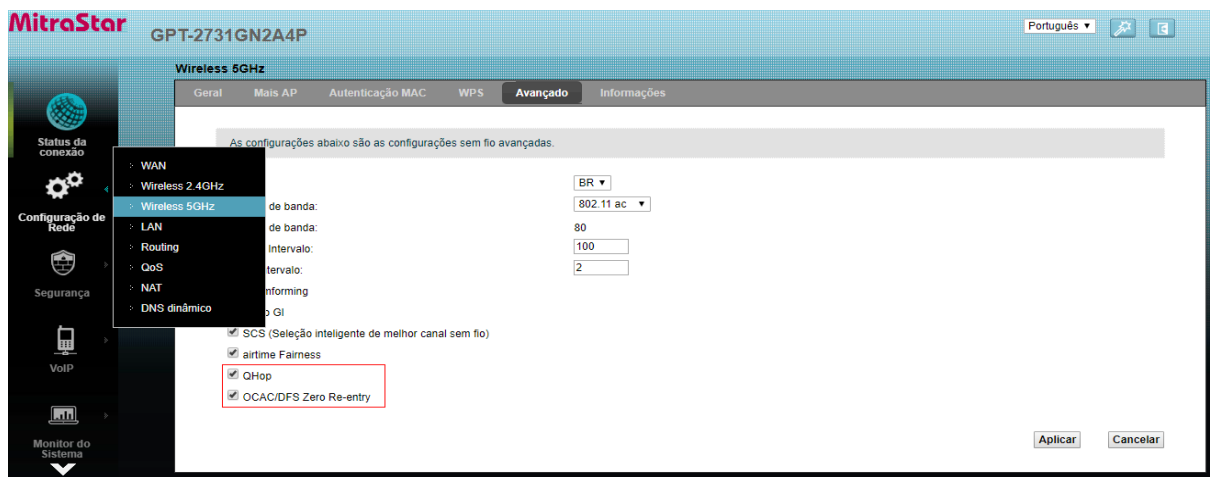 MitraStar
GPT-2731GN2A4P
Português
Wireless 5GHz
Geral Mais AP Autenticação MAC WPS Avançado Informações
As configurações abaixo são as configurações sem fio avançadas.
Status da
conexão
Configuração de
Rede
Segurança
VoIP
Monitor do
Sistema
WAN
Wireless 2.4GHz
Wireless 5GHz
LAN
Routing
QoS
NAT
DNS dinâmico
BR
de banda: 802.11 ac
de banda: 80
Intervalo: 100
tervalo: 2
mforming
GI
SCS (Seleção inteligente de melhor canal sem fio)
airtime Fairness
QHop
OCAC/DFS Zero Re-entry
Aplicar Cancelar